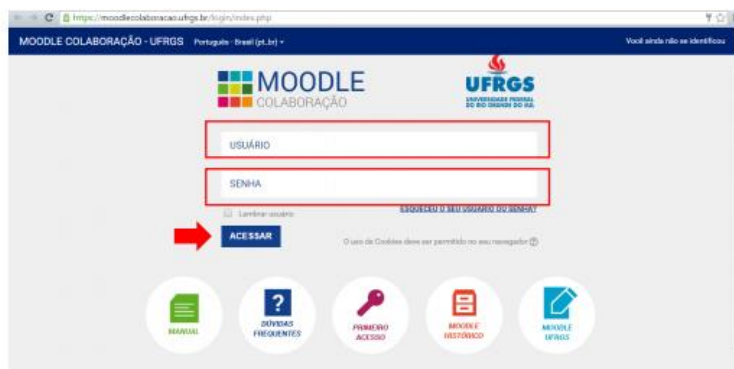 https://moodlecolaboracao.ufrgs.br/login/index.php
MOODLE COLABORAÇÃO - UFRGS Português - Brasil (pt_br) Você ainda não se identificou
MOODLE
COLABORAÇÃO
UFRGS
UNIVERSIDADE FEDERAL
DO RIO GRANDE DO SUL
USUÁRIO
SENHA
Lembrar usuário
ESQUECEU O SEU USUÁRIO OU SENHA?
ACESSAR
O uso de Cookies deve ser permitido no seu navegador
MANUAL
DÚVIDAS
FREQUENTES
PRIMEIRO
ACESSO
MOODLE
HISTÓRICO
MOODLE
UFRGS